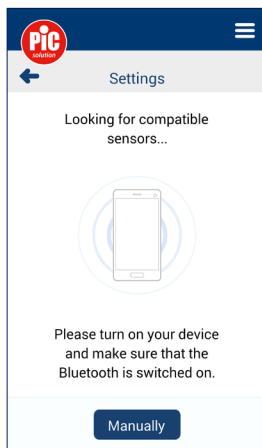 PiC
solution
Settings
Looking for compatible
sensors...
Please turn on your device
and make sure that the
Bluetooth is switched on.
Manually